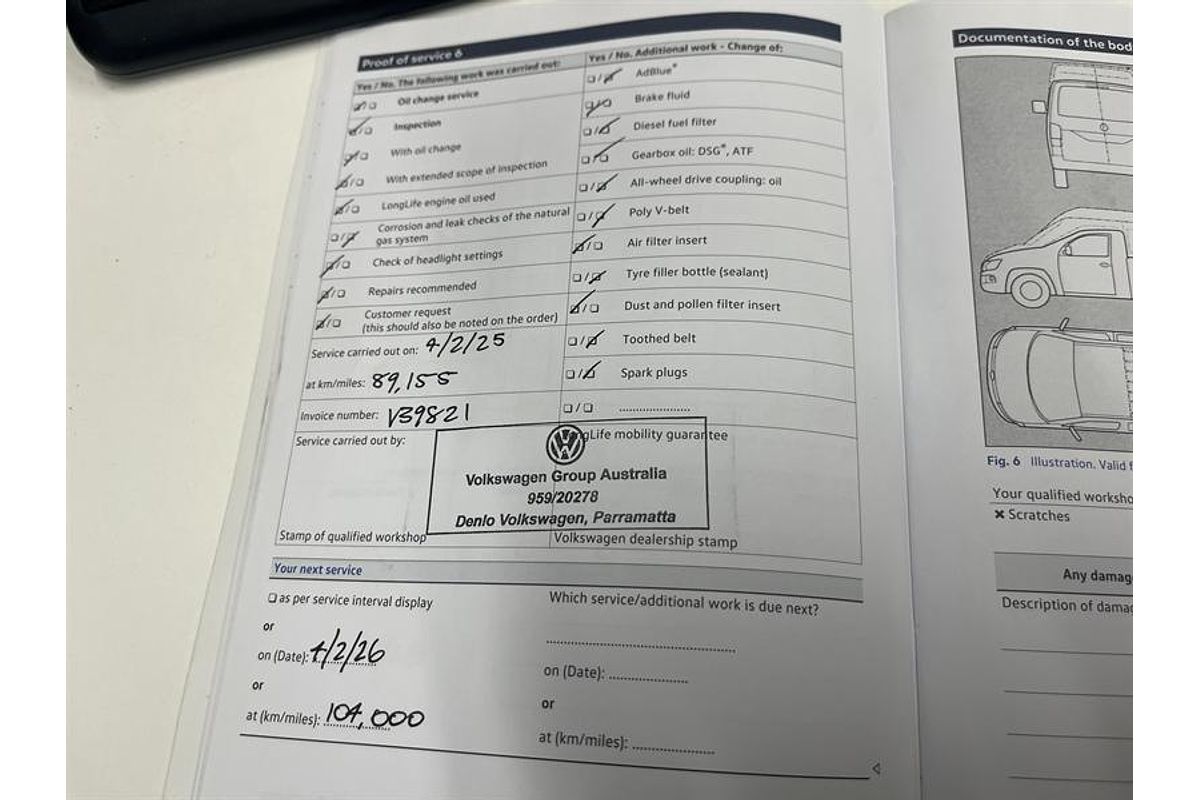 Proof of service 6
Yes / No. The following work was carried out:
Oil change service
Inspection
With oil change
With extended scope of inspection
LongLife engine oil used
Corrosion and leak checks of the natural
gas system
Check of headlight settings
Repairs recommended
Customer request
(this should also be noted on the order)
Service carried out on: 4/2/25
at km/miles: 89,155
Invoice number: V39821
Service carried out by:
Stamp of qualified workshop
Yes / No. Additional work - Change of:
AdBlue®
Brake fluid
Diesel fuel filter
Gearbox oil: DSG®, ATF
All-wheel drive coupling: oil
Poly V-belt
Air filter insert
Tyre filler bottle (sealant)
Dust and pollen filter insert
Toothed belt
Spark plugs
Life mobility guarantee
Volkswagen Group Australia
959/20278
Denlo Volkswagen, Parramatta
Volkswagen dealership stamp
Your next service
as per service interval display
or
on (Date): 4/2/26
or
at (km/miles): 104,000
Which service/additional work is due next?
on (Date):
or
at (km/miles):
Documentation of the bod
Fig. 6 Illustration. Valid f
Your qualified worksho
✕ Scratches
Any damag
Description of dama